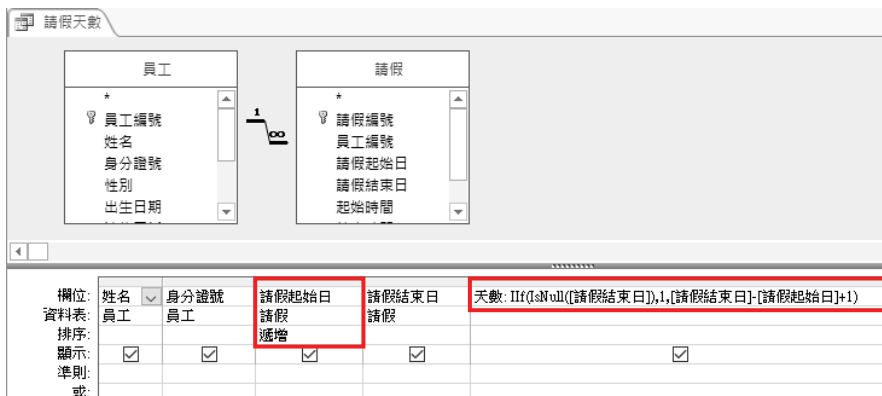 請假天數
員工
*
員工編號
姓名
身分證號
性別
出生日期
1
∞
請假
*
請假編號
員工編號
請假起始日
請假結束日
起始時間
欄位: 姓名 身分證號 請假起始日 請假結束日 天數: IIf(IsNull([請假結束日]),1,[請假結束日]-[請假起始日]+1)
資料表: 員工 員工 請假 請假
排序: 遞增
顯示:
準則:
或: